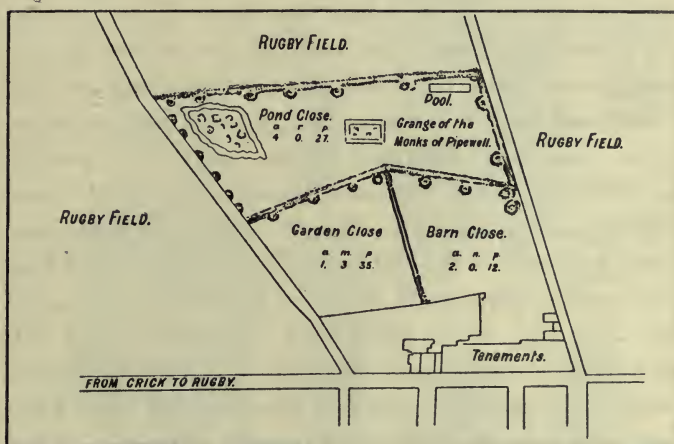 RUGBY FIELD.
Pool.
Pond Close.
a r p
4 0. 27.
Grange of the
Monks of Pipewell.
RUGBY FIELD.
RUGBY FIELD.
Garden Close
a. m. p
1. 3 35.
Barn Close.
a. n. p.
2. 0. 12.
Tenements.
FROM CRICK TO RUGBY.